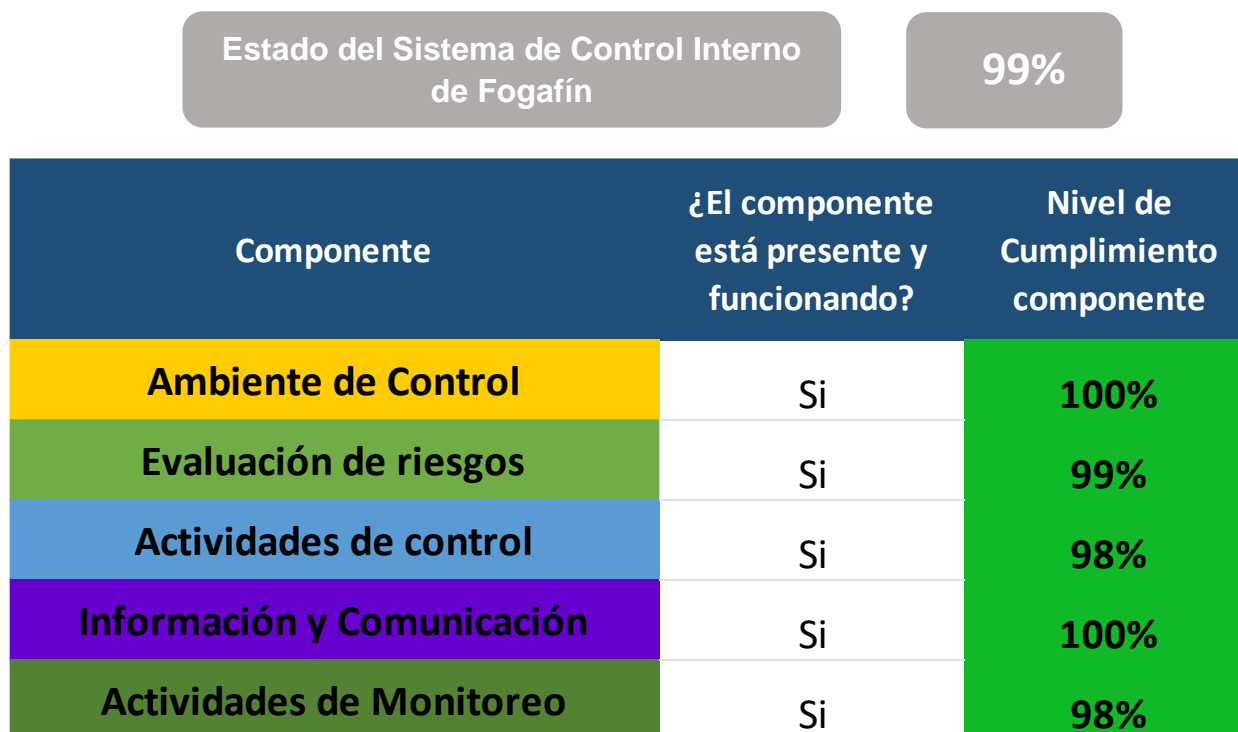 Estado del Sistema de Control Interno
de Fogafín
99%
Componente
¿El componente
está presente y
funcionando?
Nivel de
Cumplimiento
componente
Ambiente de Control
Si
100%
Evaluación de riesgos
Si
99%
Actividades de control
Si
98%
Información y Comunicación
Si
100%
Actividades de Monitoreo
Si
98%